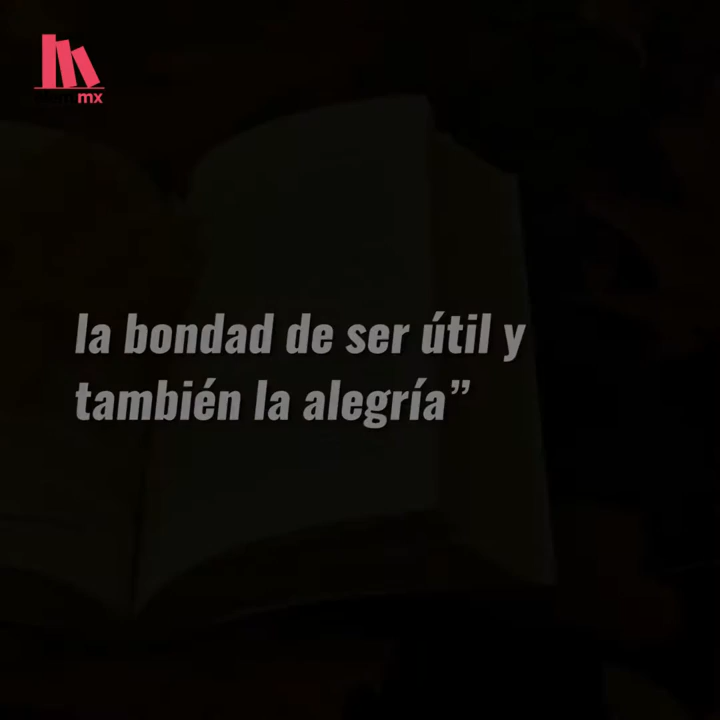 mx
la bondad de ser útil y
también la alegría”